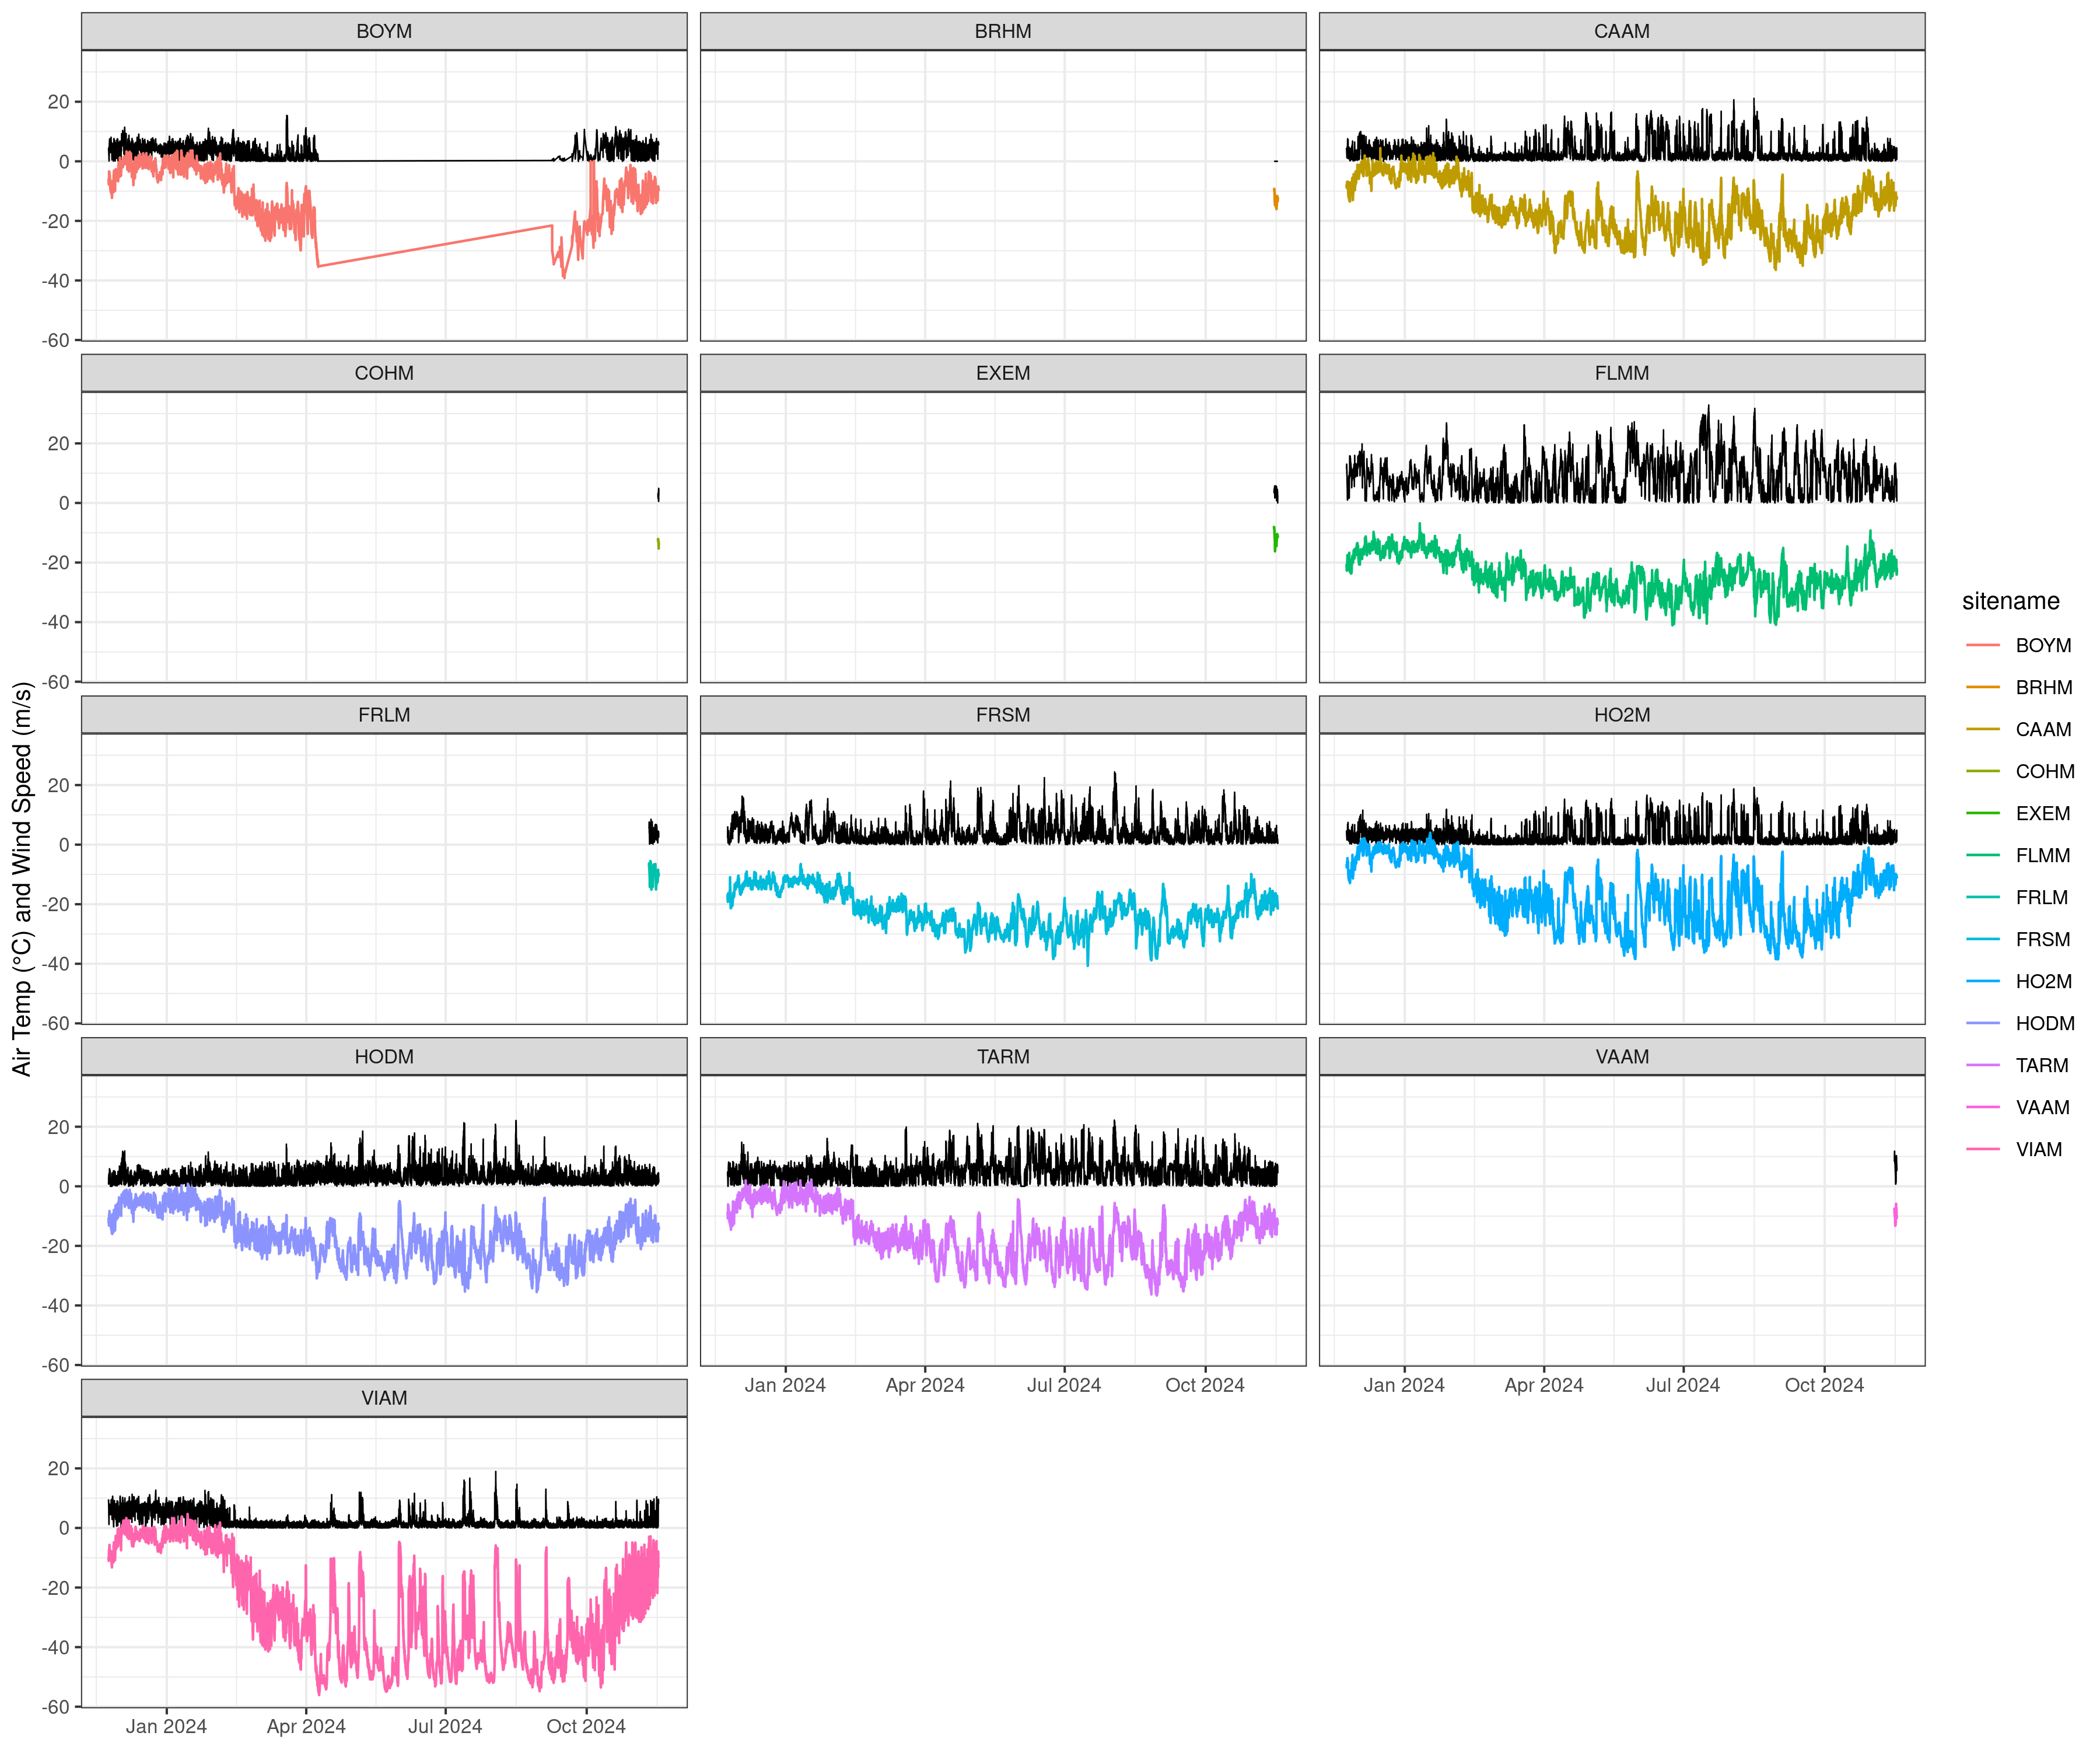 BOYM
BRHM
CAAM
20
0
-20
-40
-60
COHM
EXEM
FLMM
20
0
-20
-40
-60
FRLM
FRSM
HO2M
20
0
-20
-40
-60
HODM
TARM
VAAM
20
0
-20
-40
-60
Jan 2024
Apr 2024
Jul 2024
Oct 2024
Jan 2024
Apr 2024
Jul 2024
Oct 2024
VIAM
20
0
-20
-40
-60
Jan 2024
Apr 2024
Jul 2024
Oct 2024
Air Temp (°C) and Wind Speed (m/s)
sitename
BOYM
BRHM
CAAM
COHM
EXEM
FLMM
FRLM
FRSM
HO2M
HODM
TARM
VAAM
VIAM